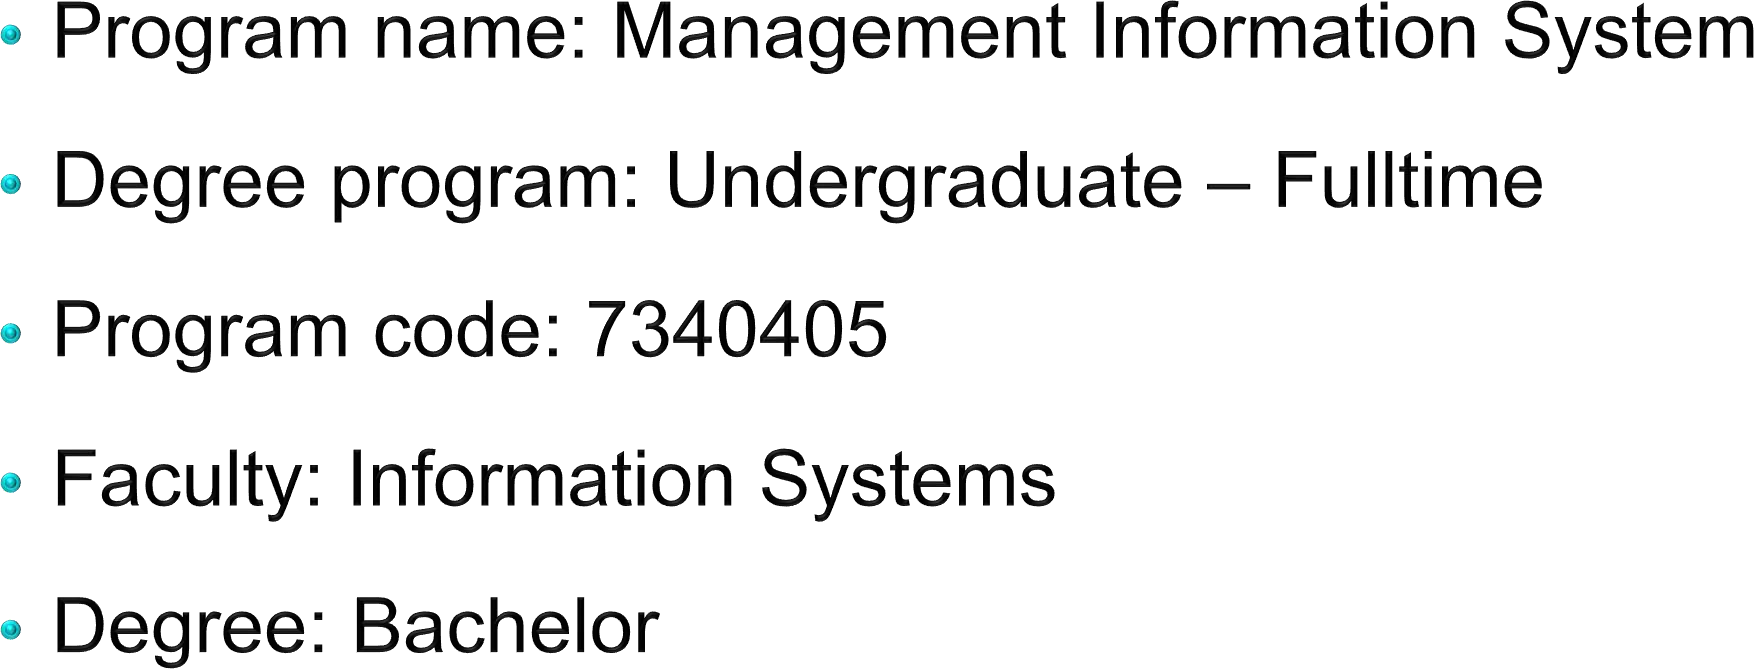 • Program name: Management Information System
• Degree program: Undergraduate – Fulltime
• Program code: 7340405
• Faculty: Information Systems
• Degree: Bachelor